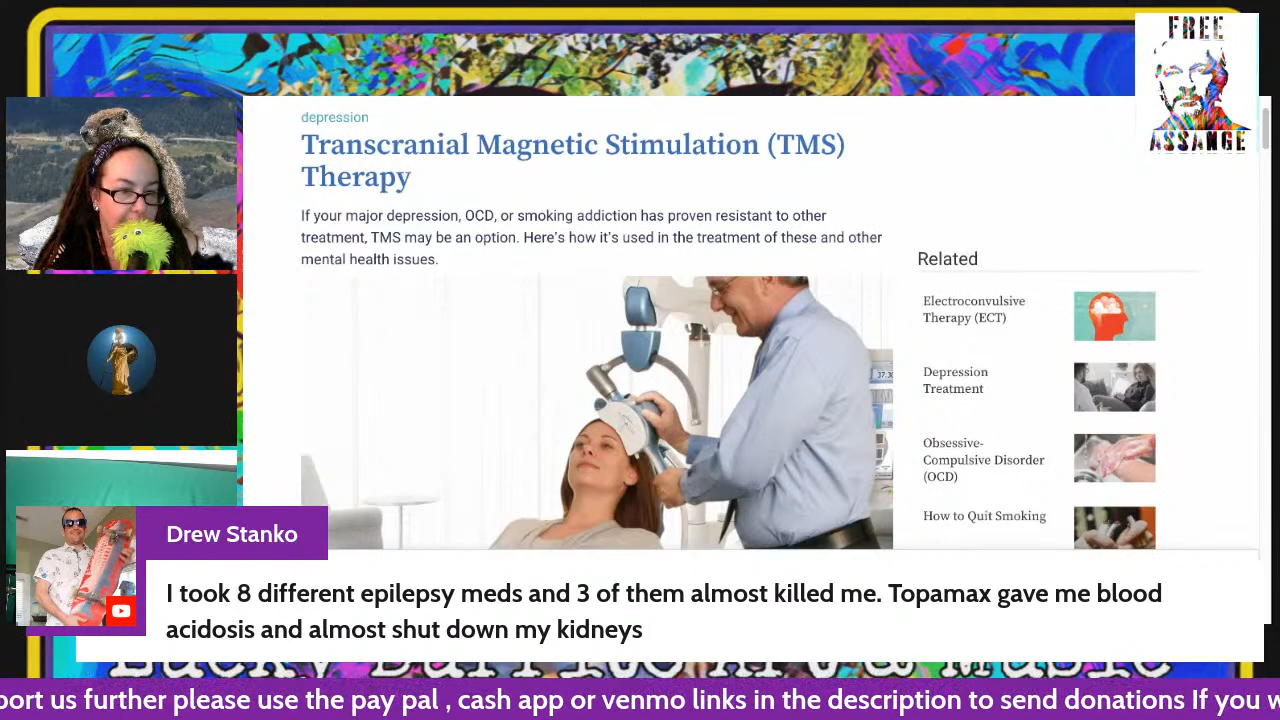 FREE
ASSANGE
depression
Transcranial Magnetic Stimulation (TMS)
Therapy
If your major depression, OCD, or smoking addiction has proven resistant to other
treatment, TMS may be an option. Here's how it's used in the treatment of these and other
mental health issues.
Related
Electroconvulsive
Therapy (ECT)
Depression
Treatment
Obsessive-
Compulsive Disorder
(OCD)
How to Quit Smoking
37.30
Drew Stanko
I took 8 different epilepsy meds and 3 of them almost killed me. Topamax gave me blood
acidosis and almost shut down my kidneys
port us further please use the pay pal , cash app or venmo links in the description to send donations If you w